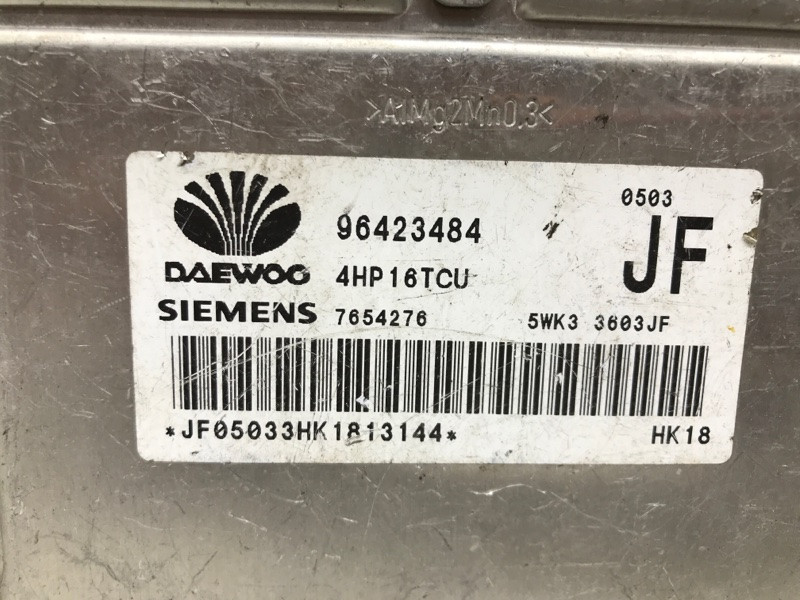 >AlMg2Mn0.3<
0503
96423484
JF
DAEWOO
4HP16TCU
SIEMENS
7654276
5WK3 3603JF
*JF05033HK1813144*
HK18